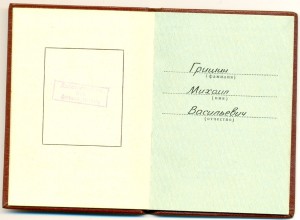 Гришин
(фамилия)
Михаил
(имя)
Васильевич
(отчество)